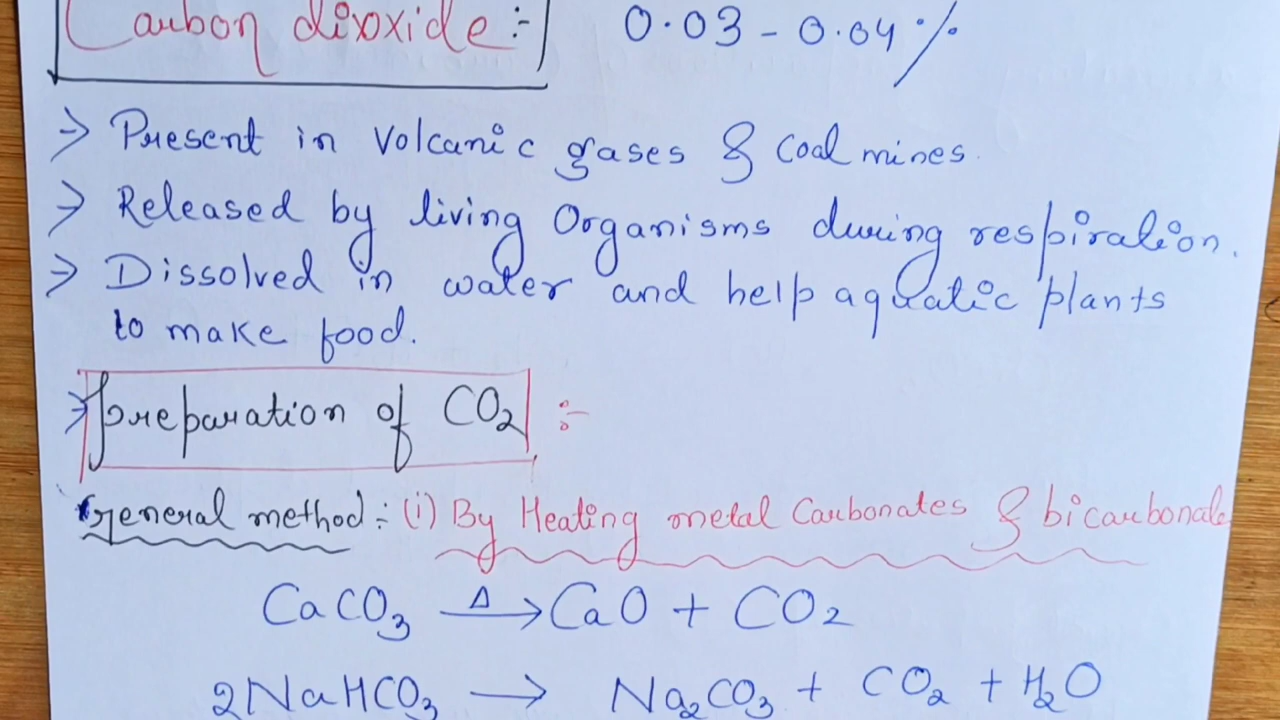 Carbon dioxide :- 0.03 - 0.04 %
→ Present in Volcanic gases & Coal mines.
→ Released by living Organisms during respiration.
→ Dissolved in water and help aquatic plants
to make food.
→ preparation of CO₂ :-
General method :- (i) By Heating metal Carbonates & bicarbonate
CaCO₃ —Δ→ CaO + CO₂
2NaHCO₃ → Na₂CO₃ + CO₂ + H₂O